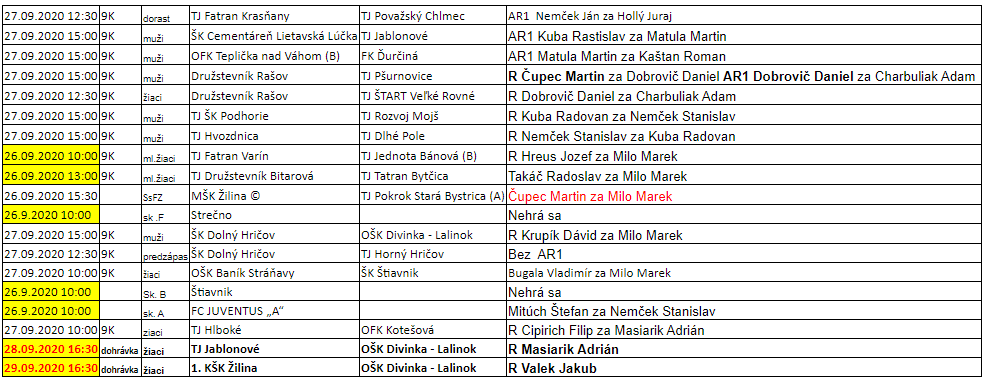 27.09.2020 12:30 9K dorast TJ Fatran Krasňany TJ Považský Chlmec AR1 Nemček Ján za Hollý Juraj
27.09.2020 15:00 9K muži ŠK Cementáreň Lietavská Lúčka TJ Jablonové AR1 Kuba Rastislav za Matula Martin
27.09.2020 15:00 9K muži OFK Teplička nad Váhom (B) FK Ďurčiná AR1 Matula Martin za Kaštan Roman
27.09.2020 15:00 9K muži Družstevník Rašov TJ Pšurnovice R Čupec Martin za Dobrovič Daniel AR1 Dobrovič Daniel za Charbuliak Adam
27.09.2020 12:30 9K žiaci Družstevník Rašov TJ ŠTART Veľké Rovné R Dobrovič Daniel za Charbuliak Adam
27.09.2020 15:00 9K muži TJ ŠK Podhorie TJ Rozvoj Mojš R Kuba Radovan za Nemček Stanislav
27.09.2020 15:00 9K muži TJ Hvozdnica TJ Dlhé Pole R Nemček Stanislav za Kuba Radovan
26.09.2020 10:00 9K ml.žiaci TJ Fatran Varín TJ Jednota Bánová (B) R Hreus Jozef za Milo Marek
26.09.2020 13:00 9K ml.žiaci TJ Družstevník Bitarová TJ Tatran Bytčica Takáč Radoslav za Milo Marek
26.09.2020 15:30 SsFZ MŠK Žilina © TJ Pokrok Stará Bystrica (A) Čupec Martin za Milo Marek
26.9.2020 10:00 sk .F Strečno Nehrá sa
27.09.2020 15:00 9K muži ŠK Dolný Hričov OŠK Divinka - Lalinok R Krupík Dávid za Milo Marek
27.09.2020 12:30 9K predzápas ŠK Dolný Hričov TJ Horný Hričov Bez AR1
27.09.2020 10:00 9K žiaci OŠK Baník Stráňavy ŠK Štiavnik Bugala Vladimír za Milo Marek
26.9.2020 10:00 Sk. B Štiavnik Nehrá sa
26.9.2020 10:00 sk. A FC JUVENTUS „A“ Mitúch Štefan za Nemček Stanislav
27.09.2020 10:00 9K ziaci TJ Hlboké OFK Kotešová R Cipirich Filip za Masiarik Adrián
28.09.2020 16:30 dohrávka žiaci TJ Jablonové OŠK Divinka - Lalinok R Masiarik Adrián
29.09.2020 16:30 dohrávka žiaci 1. KŠK Žilina OŠK Divinka - Lalinok R Valek Jakub